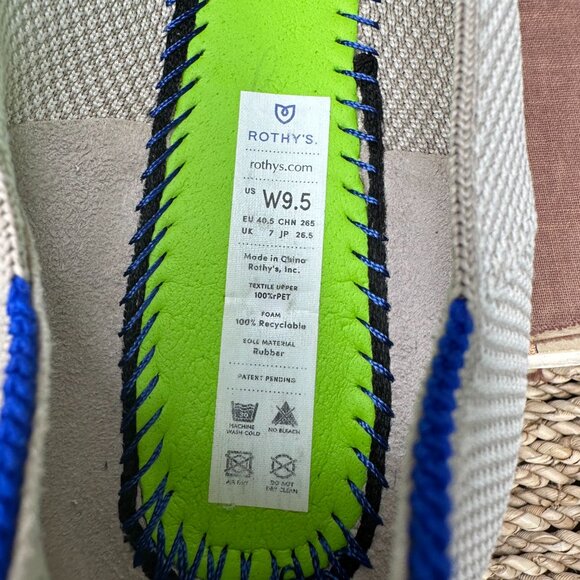 ROTHY'S.
rothys.com
US W9.5
EU 40.5 CHN 265
UK 7 JP 26.5
Made in China
Rothy's, Inc.
TEXTILE UPPER
100%rPET
FOAM
100% Recyclable
SOLE MATERIAL
Rubber
PATENT PENDING
30
MACHINE WASH COLD
NO BLEACH
AIR DRY
DO NOT DRY CLEAN